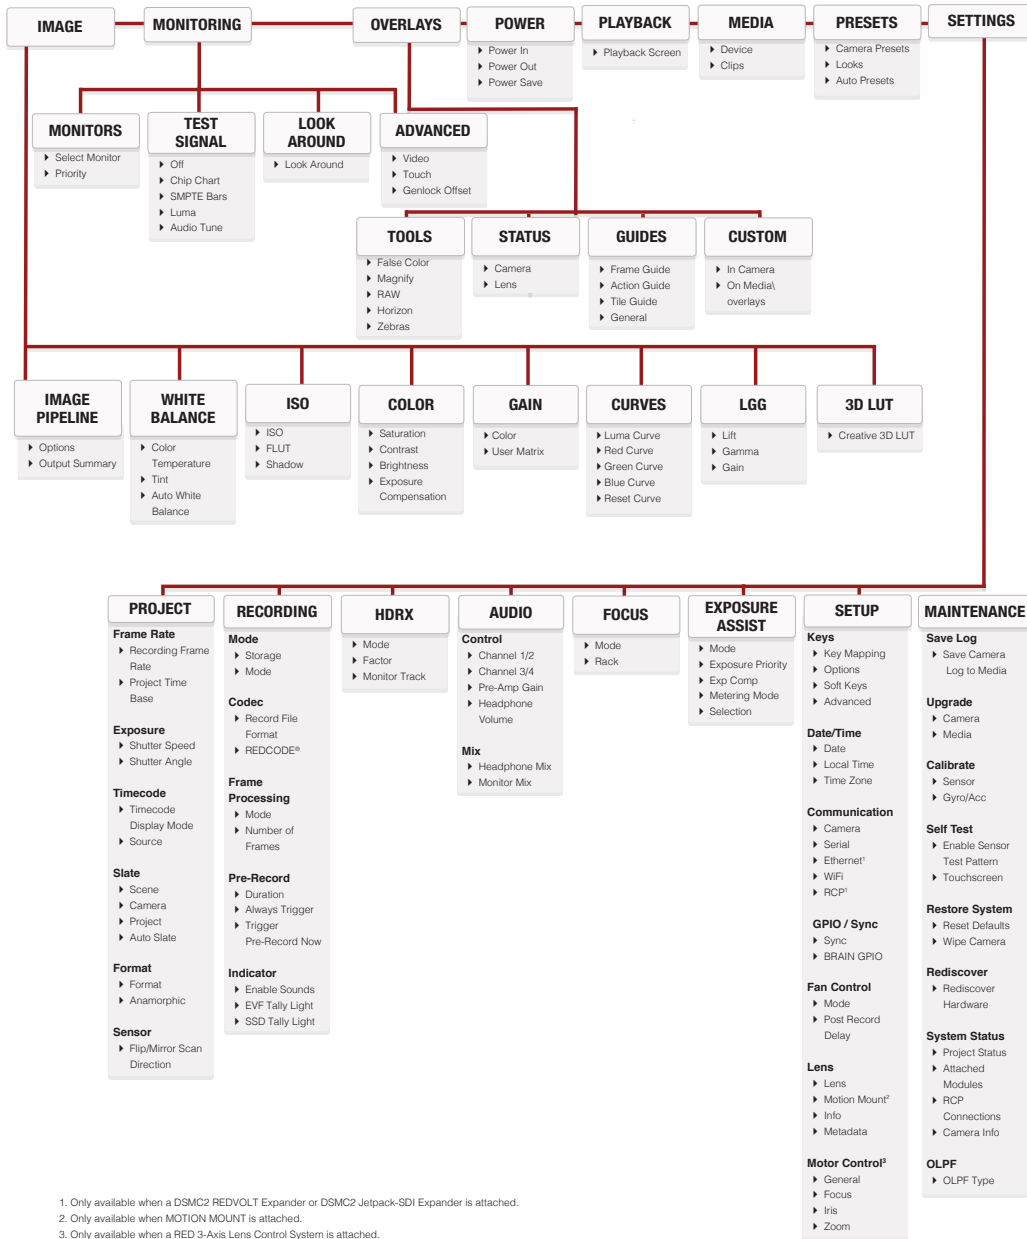 IMAGE
MONITORING
OVERLAYS
POWER
Power In
Power Out
Power Save
PLAYBACK
Playback Screen
MEDIA
Device
Clips
PRESETS
Camera Presets
Looks
Auto Presets
SETTINGS
MONITORS
Select Monitor
Priority
TEST
SIGNAL
Off
Chip Chart
SMPTE Bars
Luma
Audio Tune
LOOK
AROUND
Look Around
ADVANCED
Video
Touch
Genlock Offset
TOOLS
False Color
Magnify
RAW
Horizon
Zebras
STATUS
Camera
Lens
GUIDES
Frame Guide
Action Guide
Tile Guide
General
CUSTOM
In Camera
On Media\
overlays
IMAGE
PIPELINE
Options
Output Summary
WHITE
BALANCE
Color
Temperature
Tint
Auto White
Balance
ISO
ISO
FLUT
Shadow
COLOR
Saturation
Contrast
Brightness
Exposure
Compensation
GAIN
Color
User Matrix
CURVES
Luma Curve
Red Curve
Green Curve
Blue Curve
Reset Curve
LGG
Lift
Gamma
Gain
3D LUT
Creative 3D LUT
PROJECT
Frame Rate
Recording Frame
Rate
Project Time
Base
Exposure
Shutter Speed
Shutter Angle
Timecode
Timecode
Display Mode
Source
Slate
Scene
Camera
Project
Auto Slate
Format
Format
Anamorphic
Sensor
Flip/Mirror Scan
Direction
RECORDING
Mode
Storage
Mode
Codec
Record File
Format
REDCODE®
Frame
Processing
Mode
Number of
Frames
Pre-Record
Duration
Always Trigger
Trigger
Pre-Record Now
Indicator
Enable Sounds
EVF Tally Light
SSD Tally Light
HDRX
Mode
Factor
Monitor Track
AUDIO
Control
Channel 1/2
Channel 3/4
Pre-Amp Gain
Headphone
Volume
Mix
Headphone Mix
Monitor Mix
FOCUS
Mode
Rack
EXPOSURE
ASSIST
Mode
Exposure Priority
Exp Comp
Metering Mode
Selection
SETUP
Keys
Key Mapping
Options
Soft Keys
Advanced
Date/Time
Date
Local Time
Time Zone
Communication
Camera
Serial
Ethernet¹
WiFi
RCP¹
GPIO / Sync
Sync
BRAIN GPIO
Fan Control
Mode
Post Record
Delay
Lens
Lens
Motion Mount²
Info
Metadata
Motor Control³
General
Focus
Iris
Zoom
MAINTENANCE
Save Log
Save Camera
Log to Media
Upgrade
Camera
Media
Calibrate
Sensor
Gyro/Acc
Self Test
Enable Sensor
Test Pattern
Touchscreen
Restore System
Reset Defaults
Wipe Camera
Rediscover
Rediscover
Hardware
System Status
Project Status
Attached
Modules
RCP
Connections
Camera Info
OLPF
OLPF Type
1. Only available when a DSMC2 REDVOLT Expander or DSMC2 Jetpack-SDI Expander is attached.
2. Only available when MOTION MOUNT is attached.
3. Only available when a RED 3-Axis Lens Control System is attached.